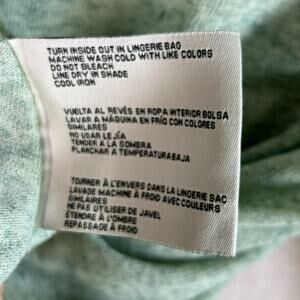 TURN INSIDE OUT IN LINGERIE BAG
MACHINE WASH COLD WITH LIKE COLORS
DO NOT BLEACH
LINE DRY IN SHADE
COOL IRON
VUELTA AL REVÉS EN ROPA INTERIOR BOLSA
LAVAR A MÁQUINA EN FRIO CON COLORES
SIMILARES
NO USAR LEJÍA
TENDER A LA SOMBRA
PLANCHAR A TEMPERATURA BAJA
TOURNER À L'ENVERS DANS LA LINGERIE SAC
LAVAGE MACHINE À FROID AVEC COULEURS
SIMILAIRES
NE PAS UTILISER DE JAVEL
ÉTENDRE À L'OMBRE
REPASSAGE À FROID